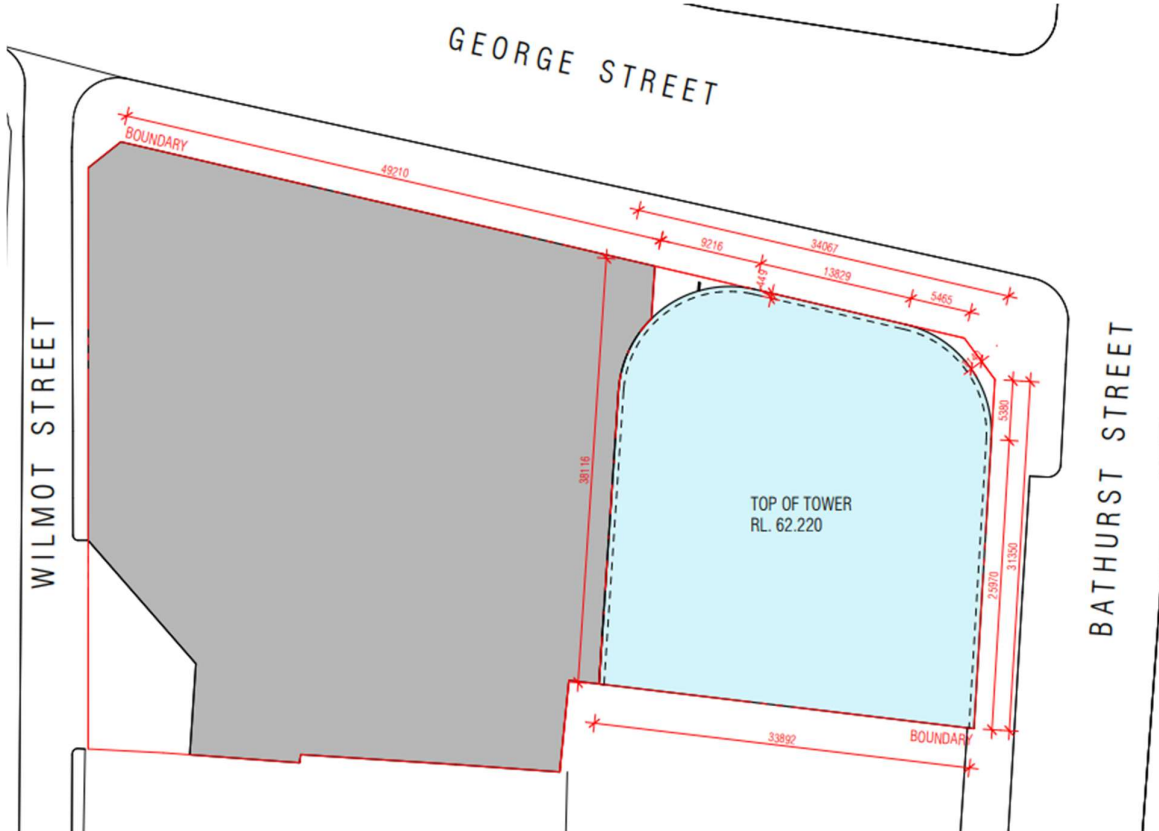 GEORGE STREET
BOUNDARY
49210
34067
9216
13829
449
5465
WILMOT STREET
BATHURST STREET
5380
38116
TOP OF TOWER
RL. 62.220
31350
25970
BOUNDARY
33892